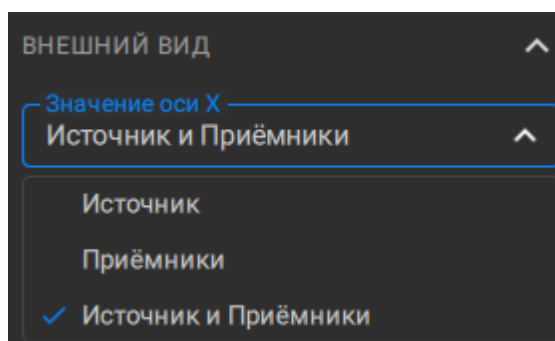 ВНЕШНИЙ ВИД
Значение оси X
Источник и Приёмники
Источник
Приёмники
Источник и Приёмники